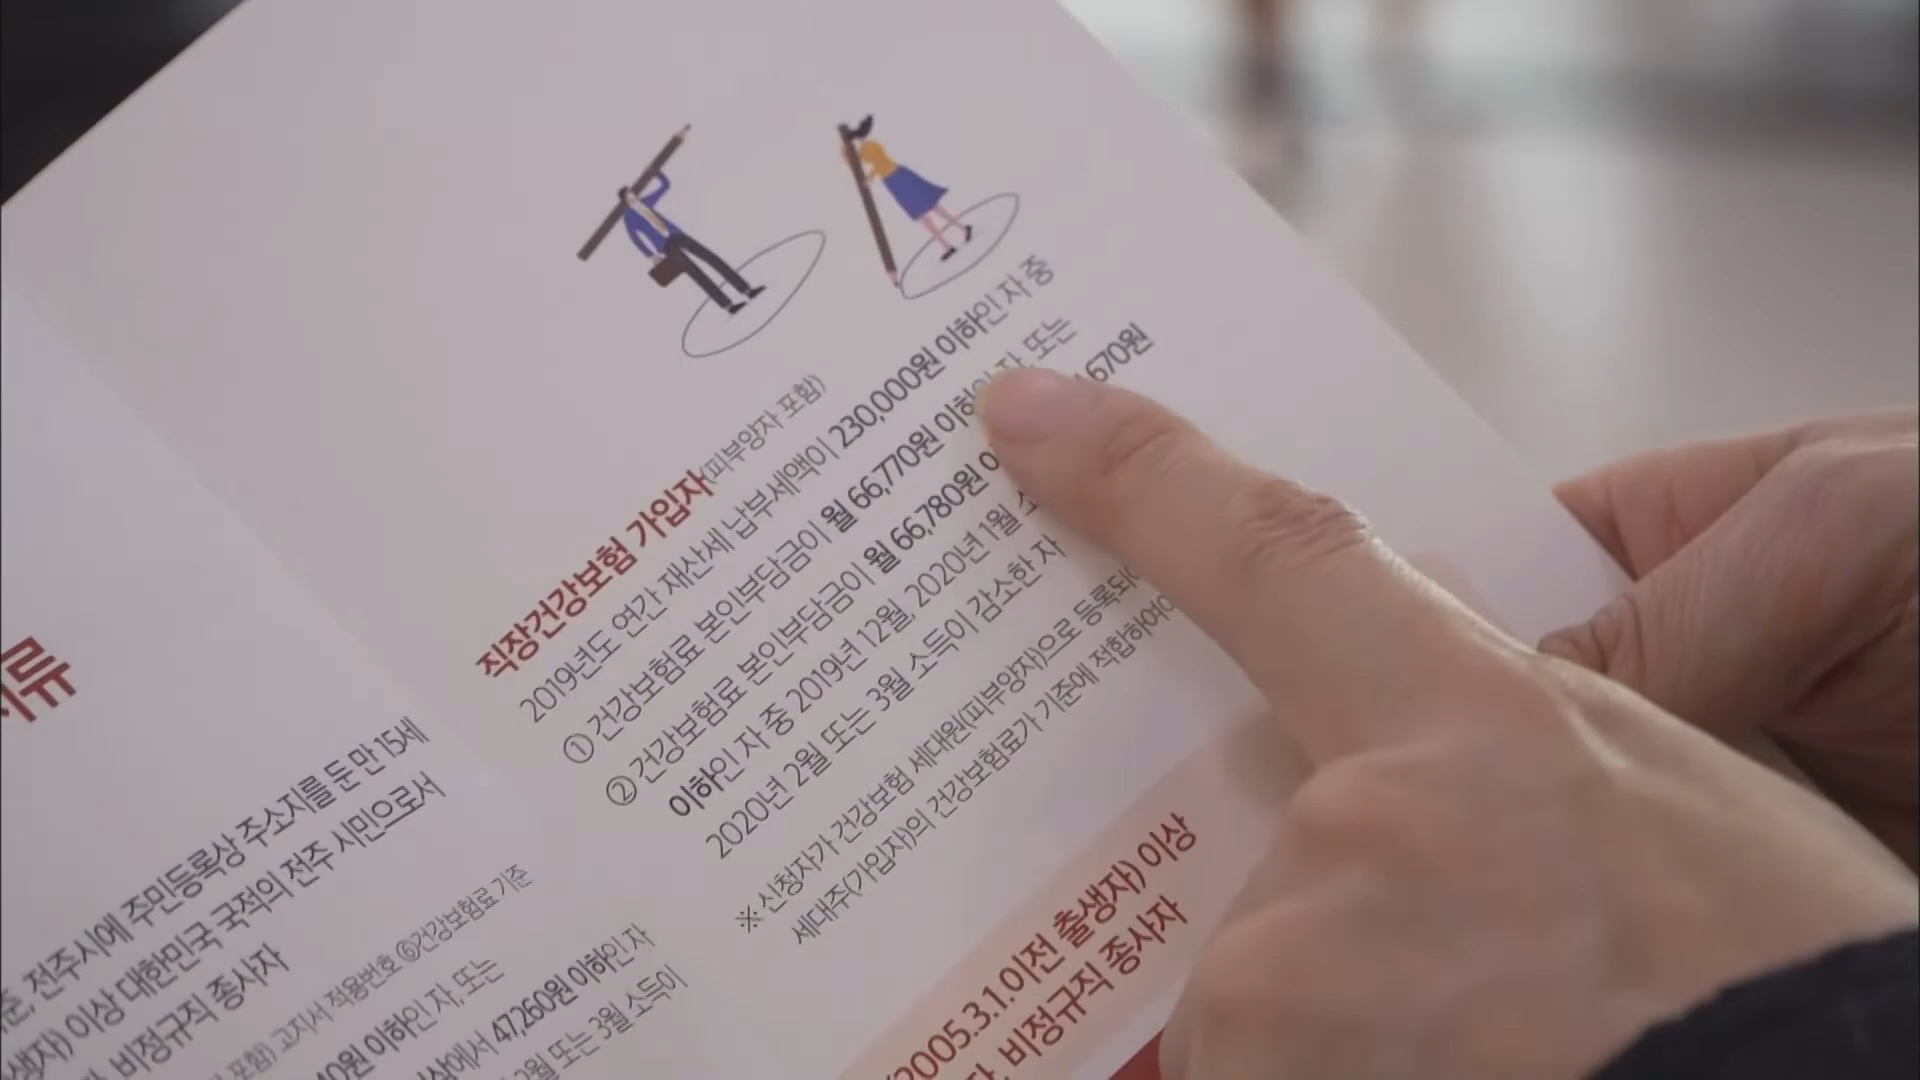 류
전주시에 주민등록상 주소지를 둔 만 15세
이상 대한민국 국적의 전주 시민으로서
비정규직 종사자
포함) 고지서 적용번호 ⑥건강보험료 기준
이하인 자, 또는
47,260원 이하인 자
2월 또는 3월 소득이
직장건강보험 가입자(피부양자 포함)
2019년도 연간 재산세 납부세액이 230,000원 이하인 자 중
① 건강보험료 본인부담금이 월 66,770원 이하인 자, 또는
② 건강보험료 본인부담금이 월 66,780원 670원
이하인 자 중 2019년 12월, 2020년 1월
2020년 2월 또는 3월 소득이 감소한 자
※ 신청자가 건강보험 세대원(피부양자)으로
세대주(가입자)의 건강보험료가 기준에 적합하여야
(2005.3.1.이전 출생자) 이상
비정규직 종사자